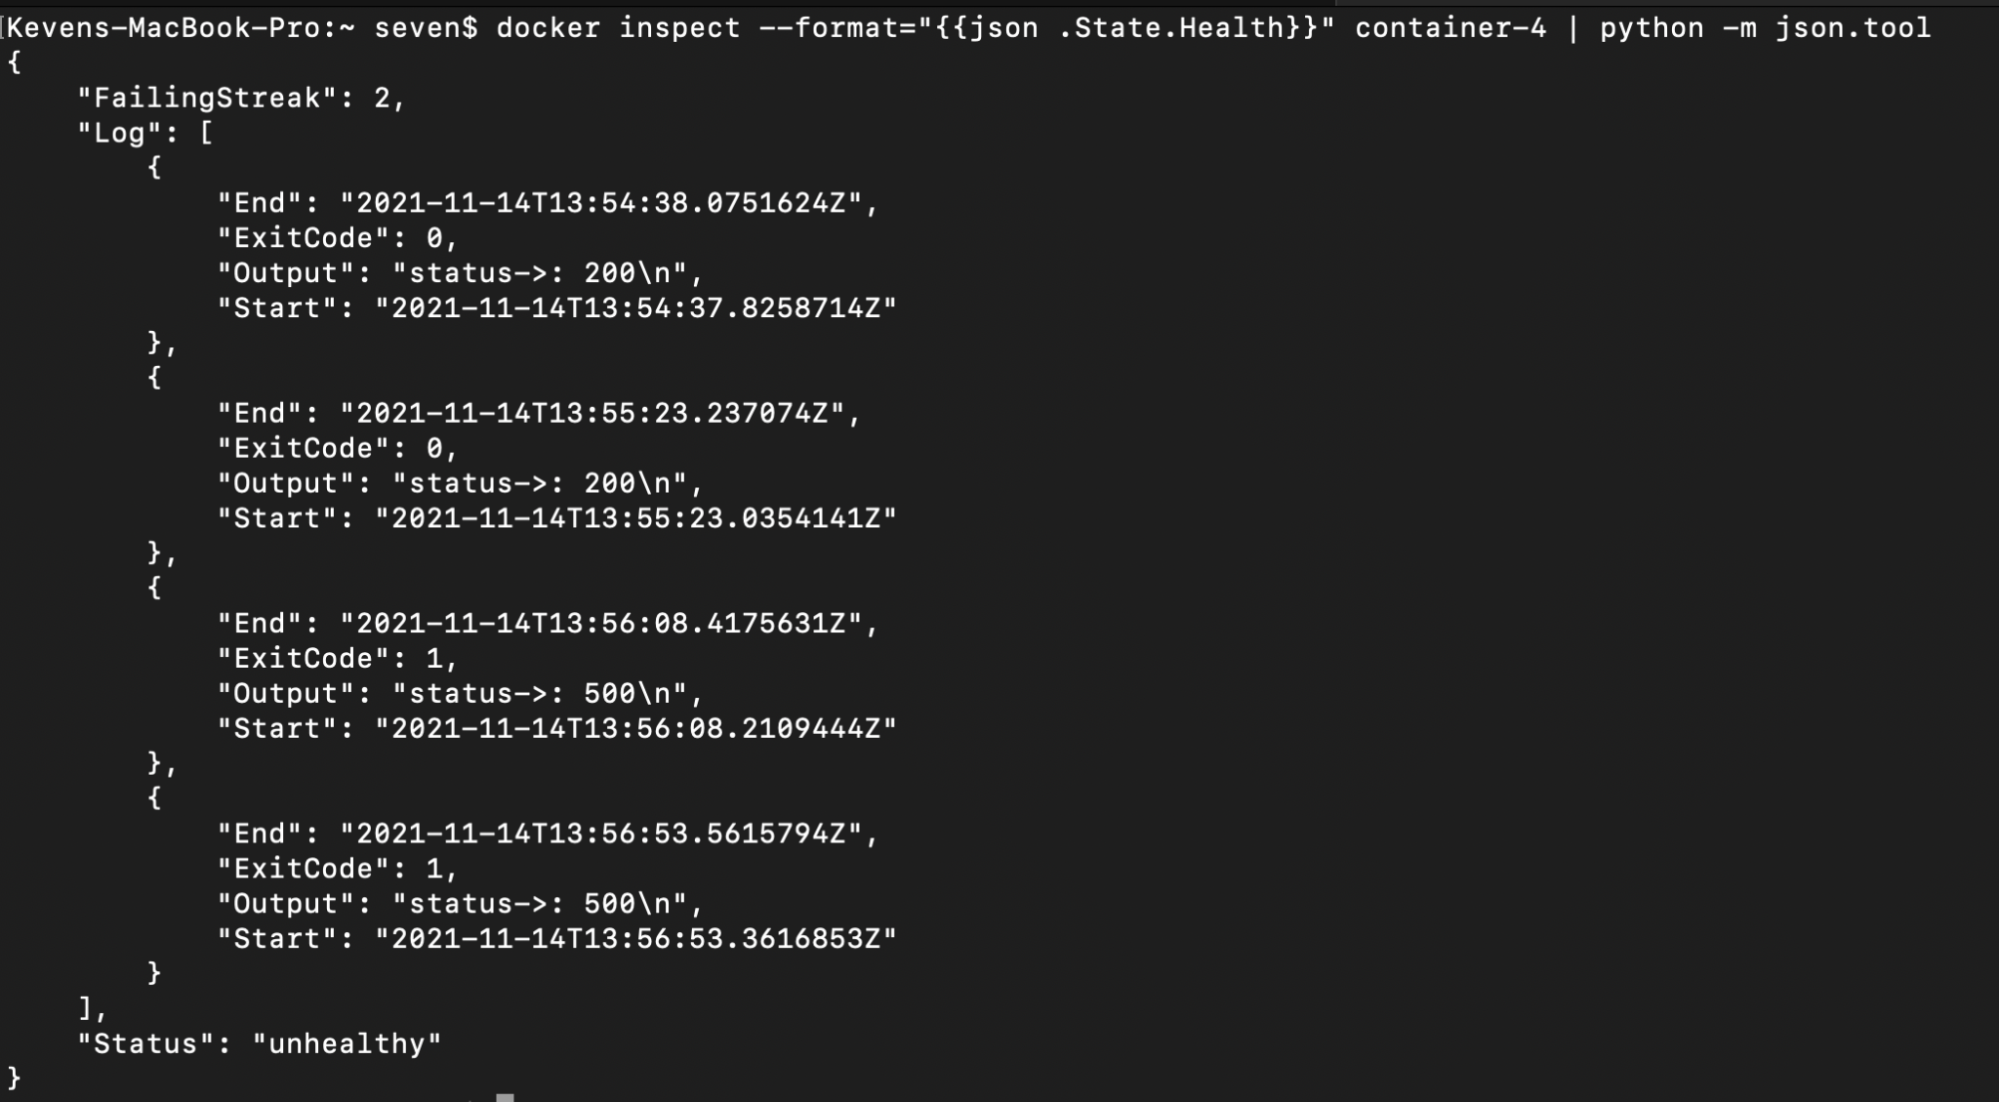 [Kevens-MacBook-Pro:~ seven$ docker inspect --format="{{json .State.Health}}" container-4 | python -m json.tool
{
    "FailingStreak": 2,
    "Log": [
        {
            "End": "2021-11-14T13:54:38.0751624Z",
            "ExitCode": 0,
            "Output": "status->: 200\n",
            "Start": "2021-11-14T13:54:37.8258714Z"
        },
        {
            "End": "2021-11-14T13:55:23.237074Z",
            "ExitCode": 0,
            "Output": "status->: 200\n",
            "Start": "2021-11-14T13:55:23.0354141Z"
        },
        {
            "End": "2021-11-14T13:56:08.4175631Z",
            "ExitCode": 1,
            "Output": "status->: 500\n",
            "Start": "2021-11-14T13:56:08.2109444Z"
        },
        {
            "End": "2021-11-14T13:56:53.5615794Z",
            "ExitCode": 1,
            "Output": "status->: 500\n",
            "Start": "2021-11-14T13:56:53.3616853Z"
        }
    ],
    "Status": "unhealthy"
}